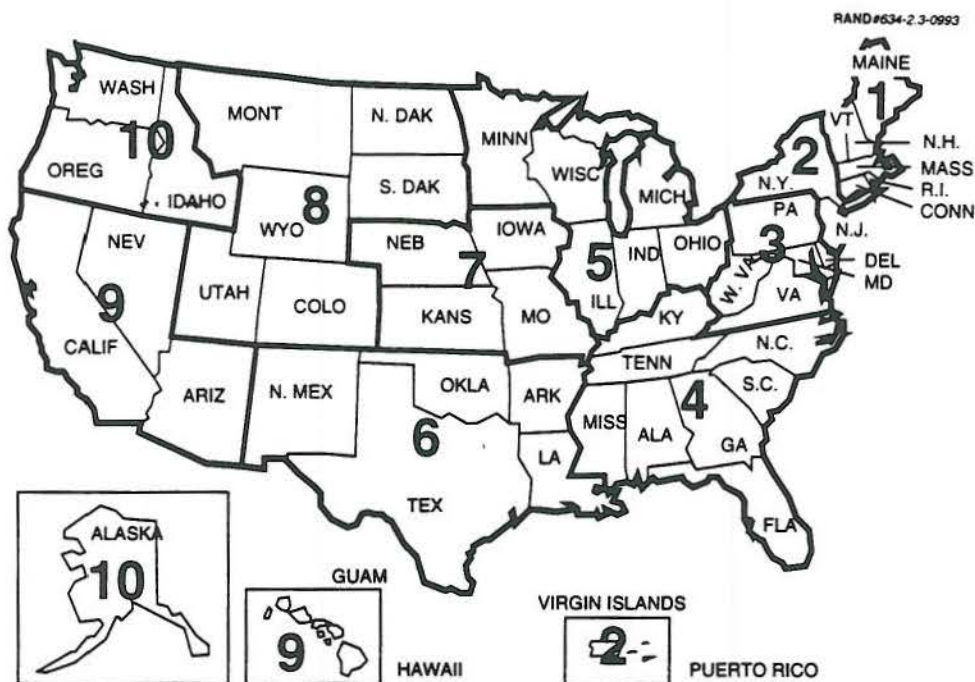 RAND#634-2.3-0993
MAINE
WASH
1
MONT
N. DAK
MINN
VT
10
N.H.
2
MASS
OREG
WISC
S. DAK
MICH
N.Y.
R.I.
IDAHO
8
PA
CONN
WYO
IOWA
NEV
NEB
OHIO
3
N.J.
7
5
IND
DEL
W. VA
MD
UTAH
9
COLO
KANS
MO
ILL
VA
KY
CALIF
N.C.
TENN
OKLA
ARIZ
N. MEX
ARK
S.C.
MISS
4
6
ALA
GA
LA
TEX
FLA
ALASKA
10
GUAM
VIRGIN ISLANDS
9
2
HAWAII
PUERTO RICO